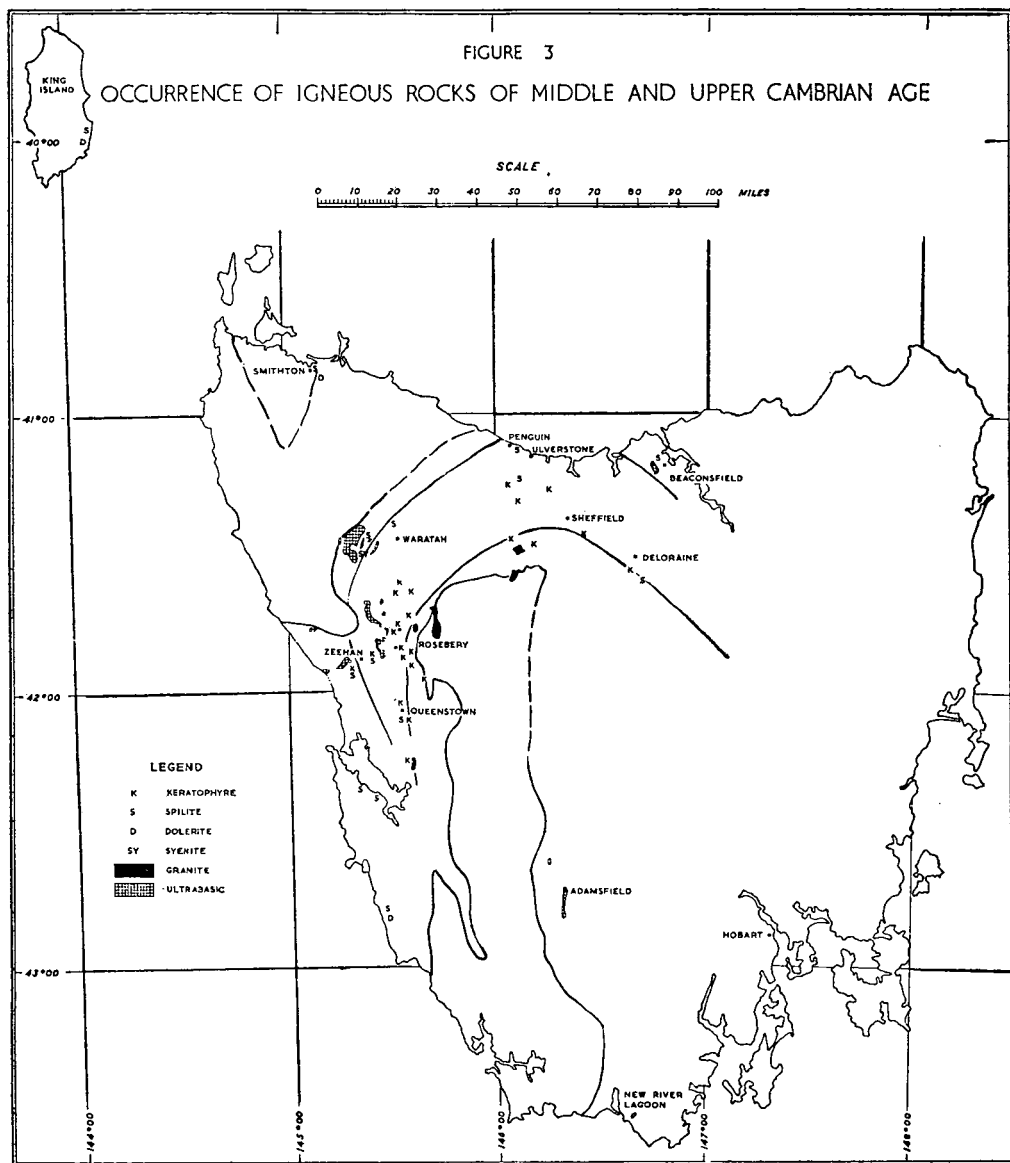 FIGURE 3
OCCURRENCE OF IGNEOUS ROCKS OF MIDDLE AND UPPER CAMBRIAN AGE
KING
ISLAND
S
D
40°00
SCALE
0 10 20 30 40 50 60 70 80 90 100 MILES
SMITHTON
S
D
41°00
PENGUIN
S
ULVERSTONE
S
BEACONSFIELD
K
S
K
K
SHEFFIELD
S
S
SY
WARATAH
K
K
K
DELORAINE
K
S
K
K
K
K
K
ROSEBERY
ZEEHAN
K
S
K
K
K
K
K
K
S
42°00
K
QUEENSTOWN
S
K
K
S
S
LEGEND
K KERATOPHYRE
S SPILITE
D DOLERITE
SY SYENITE
GRANITE
ULTRABASIC
ADAMSFIELD
S
D
HOBART
43°00
NEW RIVER
LAGOON
144°00
145°00
146°00
147°00
148°00